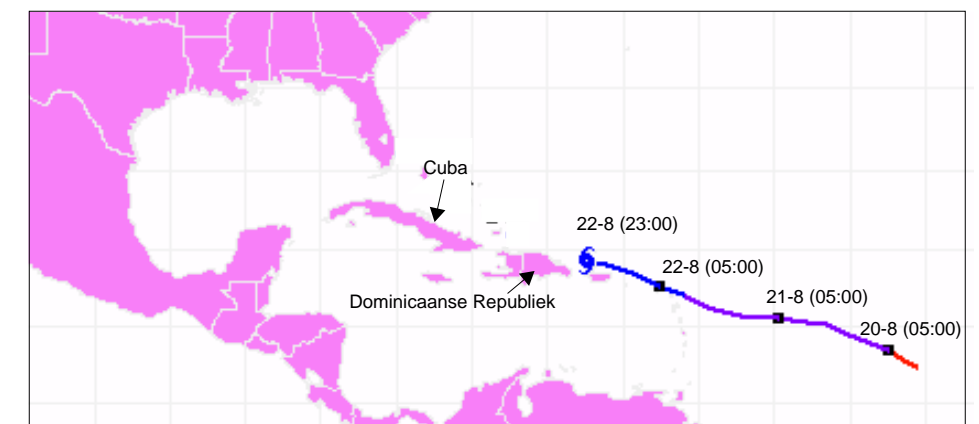 Cuba
22-8 (23:00)
22-8 (05:00)
Dominicaanse Republiek
21-8 (05:00)
20-8 (05:00)